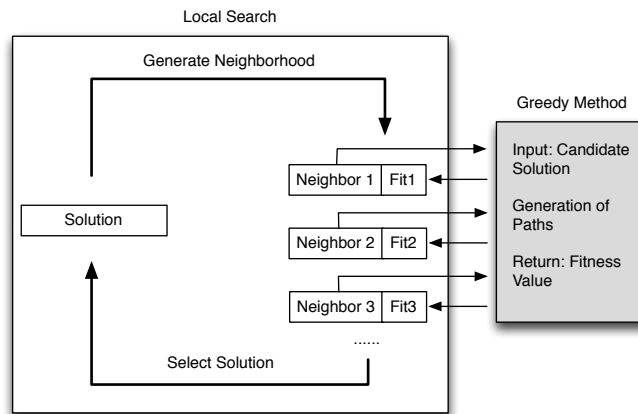 Local Search
Generate Neighborhood
Greedy Method
Input: Candidate
Solution
Generation of
Paths
Return: Fitness
Value
Neighbor 1
Fit1
Solution
Neighbor 2
Fit2
Neighbor 3
Fit3
......
Select Solution